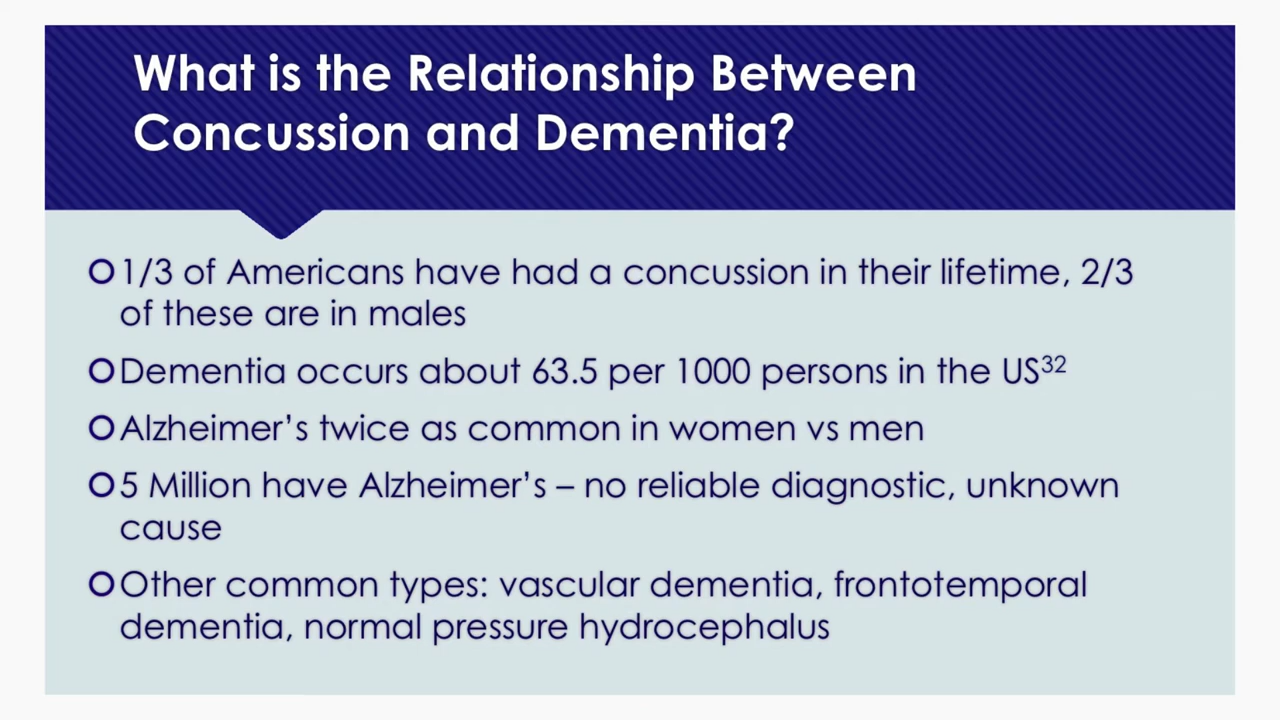 What is the Relationship Between
Concussion and Dementia?
1/3 of Americans have had a concussion in their lifetime, 2/3
of these are in males
Dementia occurs about 63.5 per 1000 persons in the US³²
Alzheimer’s twice as common in women vs men
5 Million have Alzheimer’s – no reliable diagnostic, unknown
cause
Other common types: vascular dementia, frontotemporal
dementia, normal pressure hydrocephalus